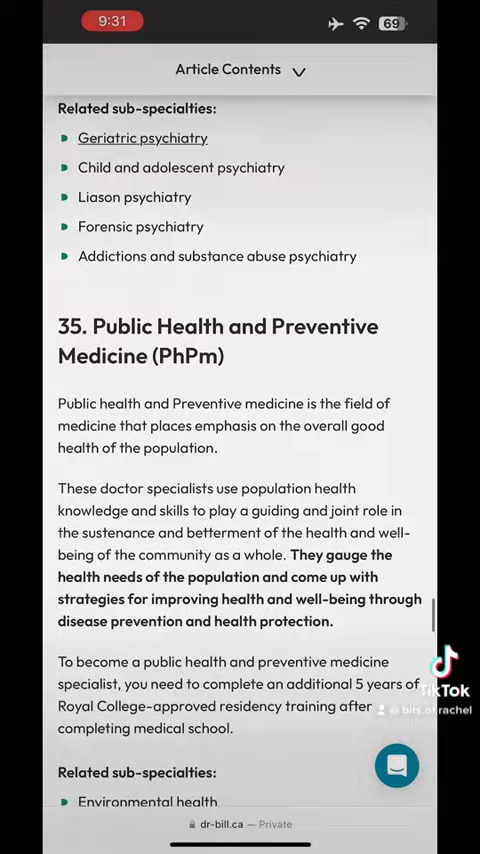 9:31
69
Article Contents
Related sub-specialties:
Geriatric psychiatry
Child and adolescent psychiatry
Liason psychiatry
Forensic psychiatry
Addictions and substance abuse psychiatry
35. Public Health and Preventive
Medicine (PhPm)
Public health and Preventive medicine is the field of
medicine that places emphasis on the overall good
health of the population.
These doctor specialists use population health
knowledge and skills to play a guiding and joint role in
the sustenance and betterment of the health and well-
being of the community as a whole. They gauge the
health needs of the population and come up with
strategies for improving health and well-being through
disease prevention and health protection.
To become a public health and preventive medicine
specialist, you need to complete an additional 5 years of
Royal College-approved residency training after
completing medical school.
TikTok
Related sub-specialties:
Environmental health
dr-bill.ca — Private